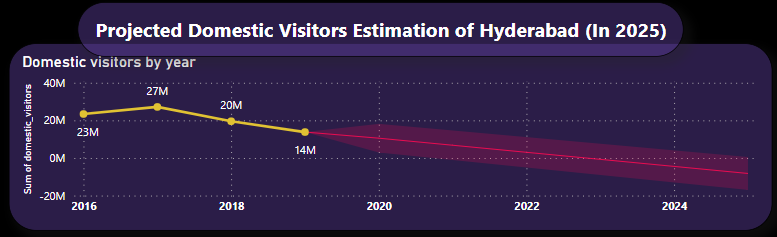 Projected Domestic Visitors Estimation of Hyderabad (In 2025)
Domestic visitors by year
Sum of domestic_visitors
40M
20M
0M
-20M
23M
27M
20M
14M
2016
2018
2020
2022
2024